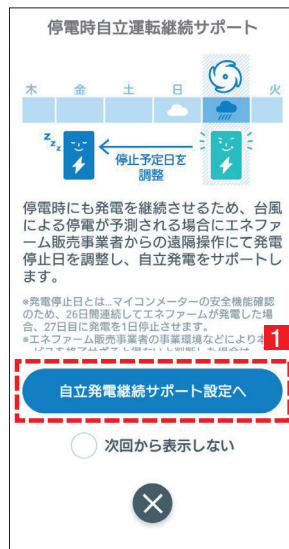 停電時自立運転継続サポート
木 金 土 日 火
z z z
停止予定日を
調整
停電時にも発電を継続させるため、台風
による停電が予測される場合にエネファ
ーム販売事業者からの遠隔操作にて発電
停止日を調整し、自立発電をサポートし
ます。
※発電停止日とは…マイコンメーターの安全機能確認
のため、26日間連続してエネファームが発電した場
合、27日目に発電を1日停止させます。
※エネファーム販売事業者の事業環境などにより本
1
自立発電継続サポート設定へ
次回から表示しない